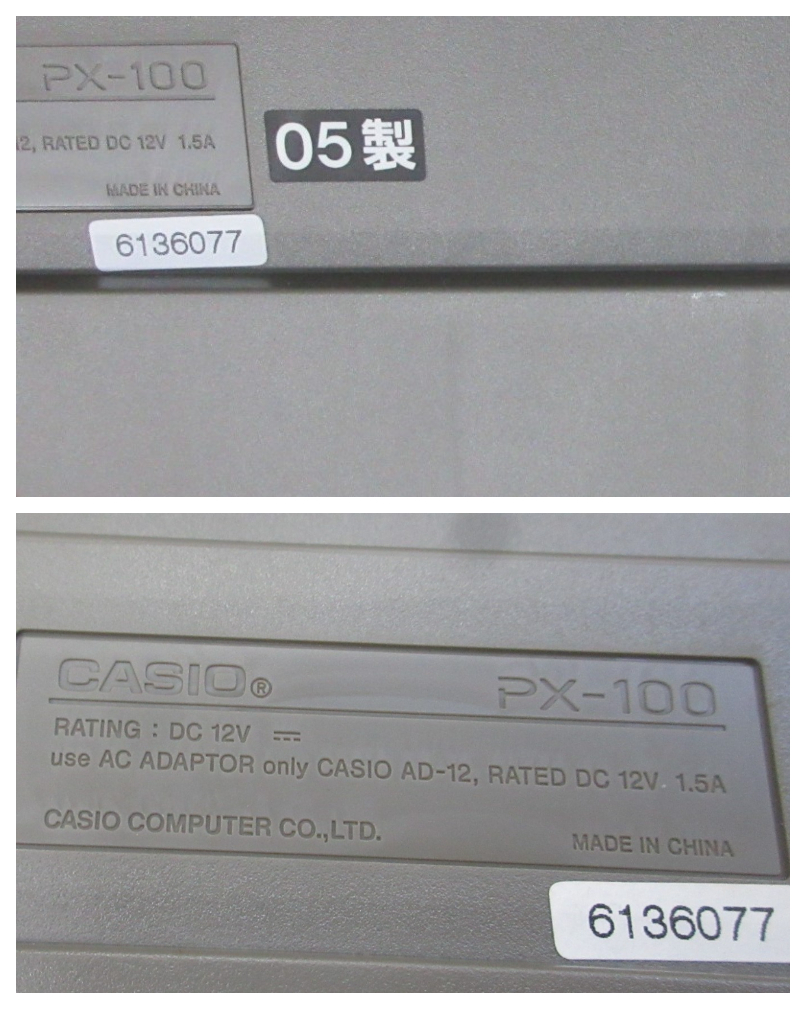 PX-100
12, RATED DC 12V 1.5A
MADE IN CHINA
05製
6136077
CASIO® PX-100
RATING : DC 12V ⎓
use AC ADAPTOR only CASIO AD-12, RATED DC 12V 1.5A
CASIO COMPUTER CO.,LTD.
MADE IN CHINA
6136077